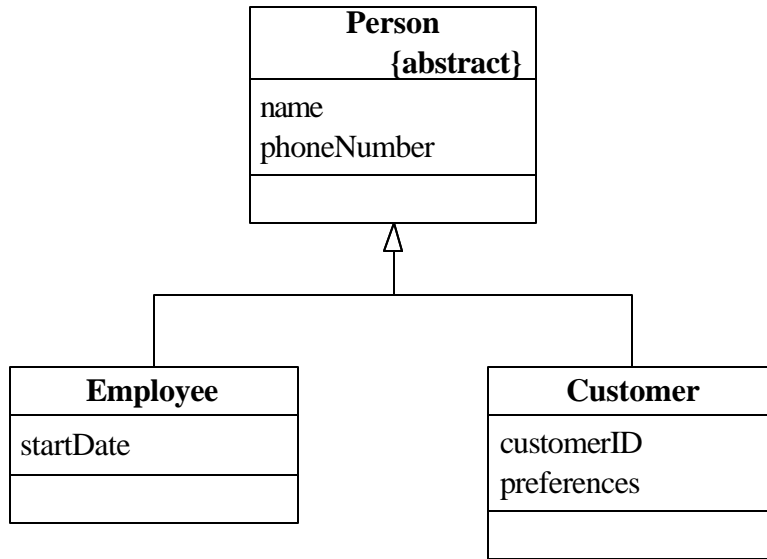 Person
{abstract}
name
phoneNumber
Employee
startDate
Customer
customerID
preferences